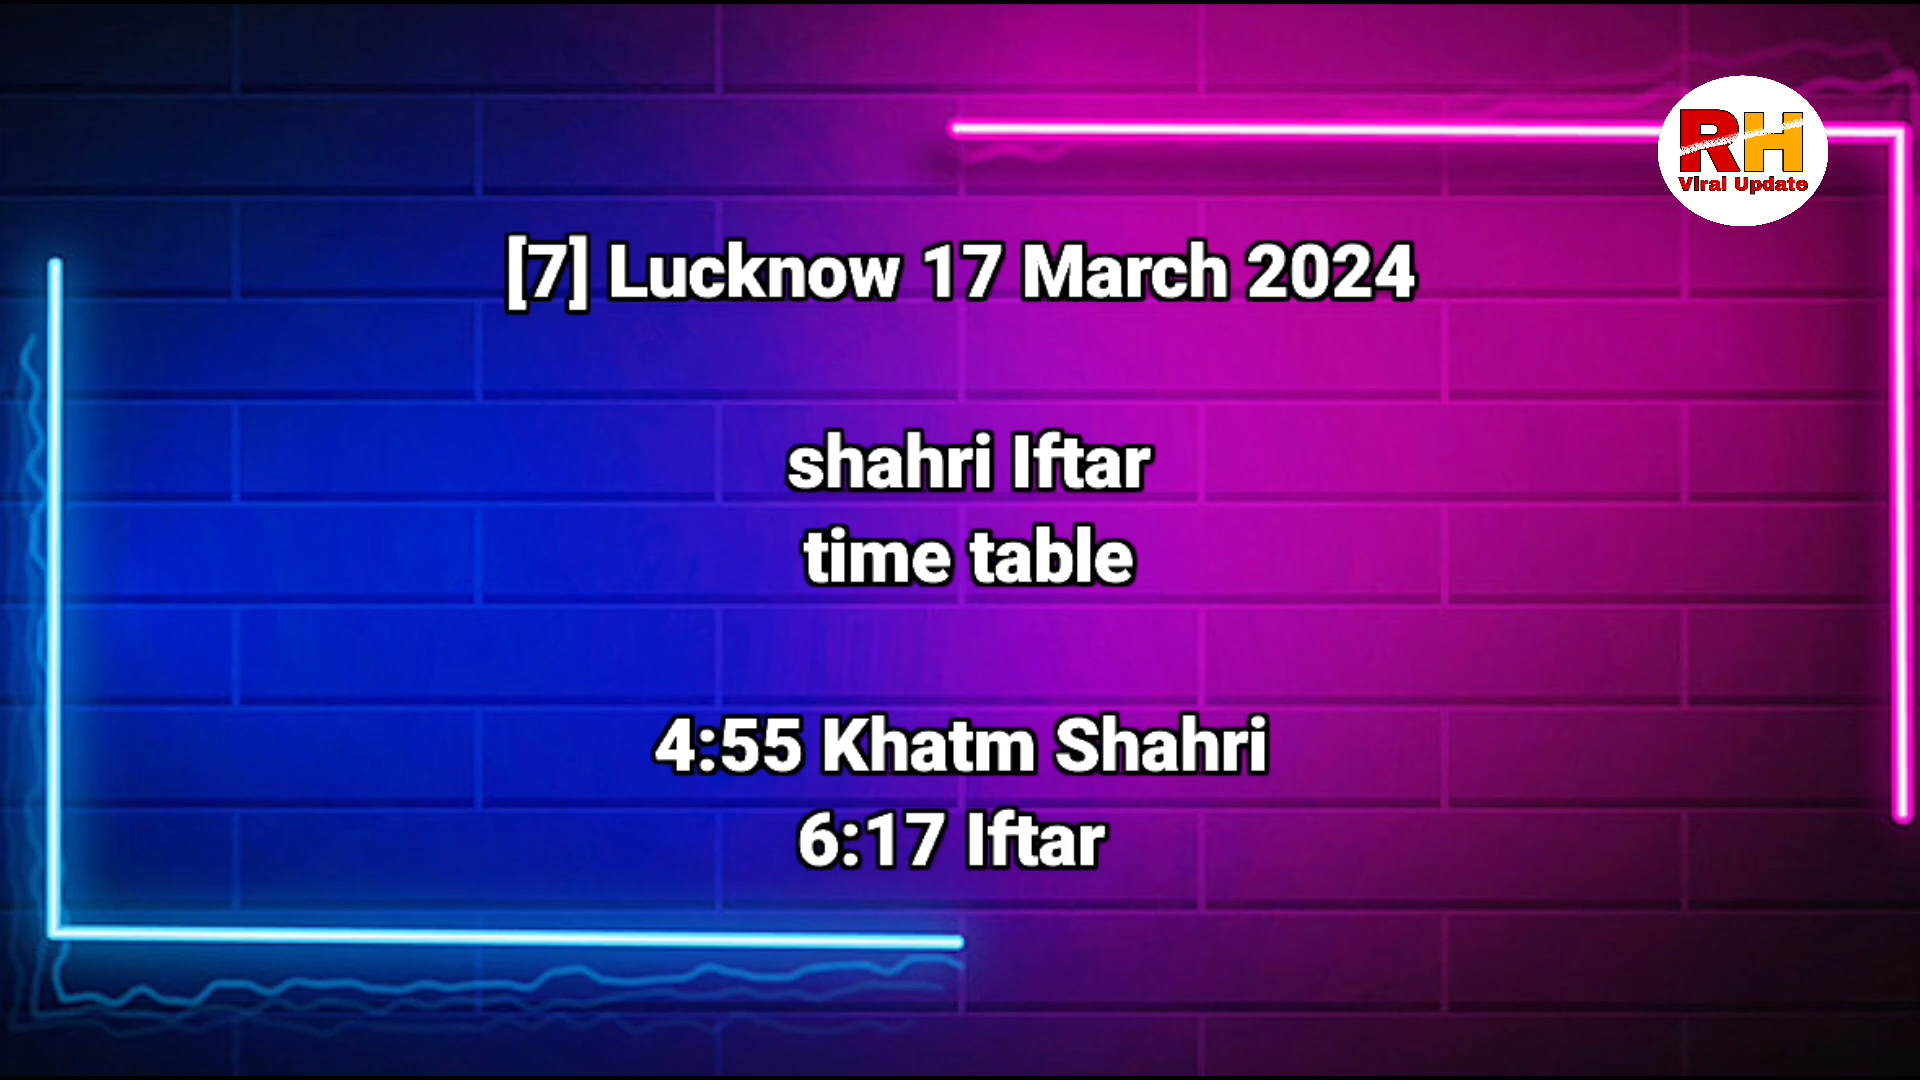 RH
Viral Update
[7] Lucknow 17 March 2024
shahri Iftar
time table
4:55 Khatm Shahri
6:17 Iftar